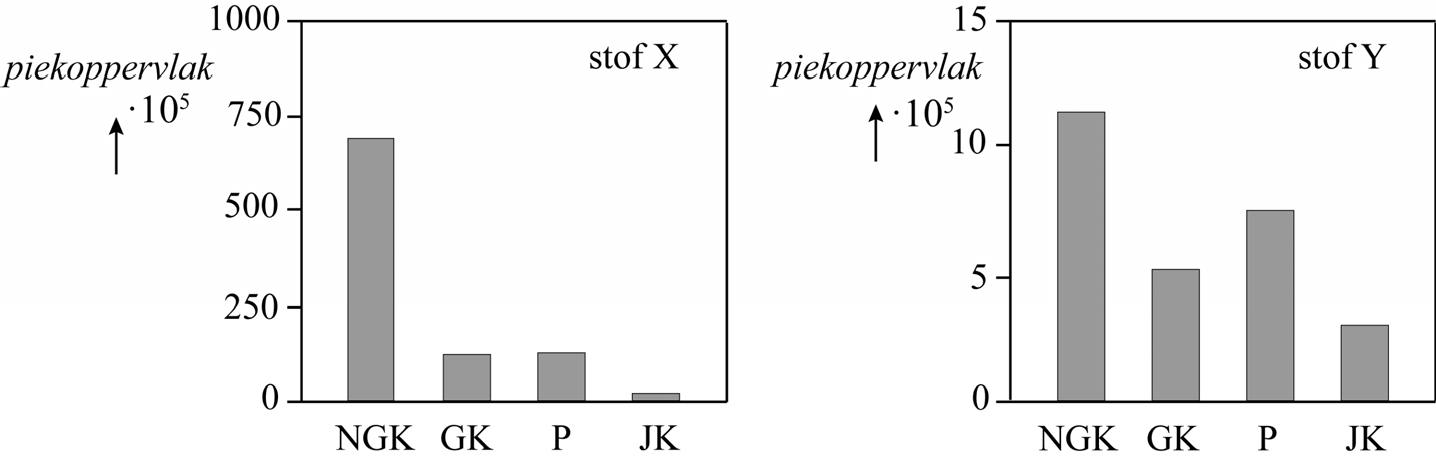 1000
piekoppervlak
·10⁵
750
500
250
0
stof X
NGK GK P JK
15
piekoppervlak
·10⁵
10
5
0
stof Y
NGK GK P JK